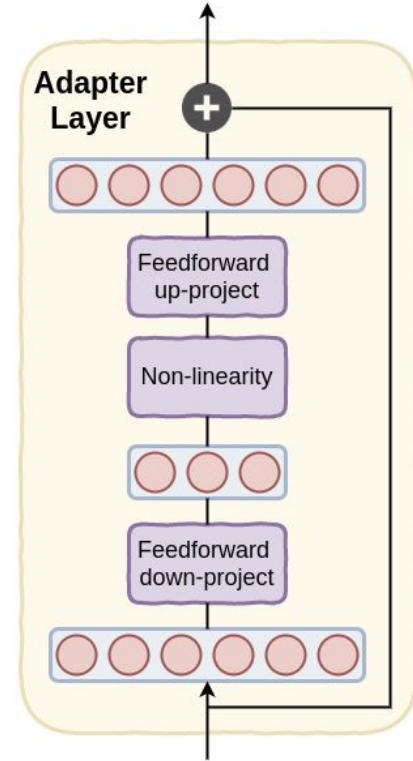 Adapter
Layer
+
Feedforward
up-project
Non-linearity
Feedforward
down-project